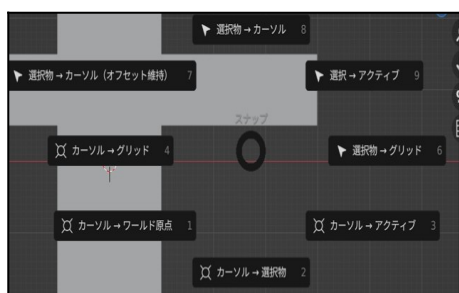 選択物→カーソル 8
選択物→カーソル（オフセット維持） 7
選択→アクティブ 9
スナップ
カーソル→グリッド 4
選択物→グリッド 6
カーソル→ワールド原点 1
カーソル→アクティブ 3
カーソル→選択物 2